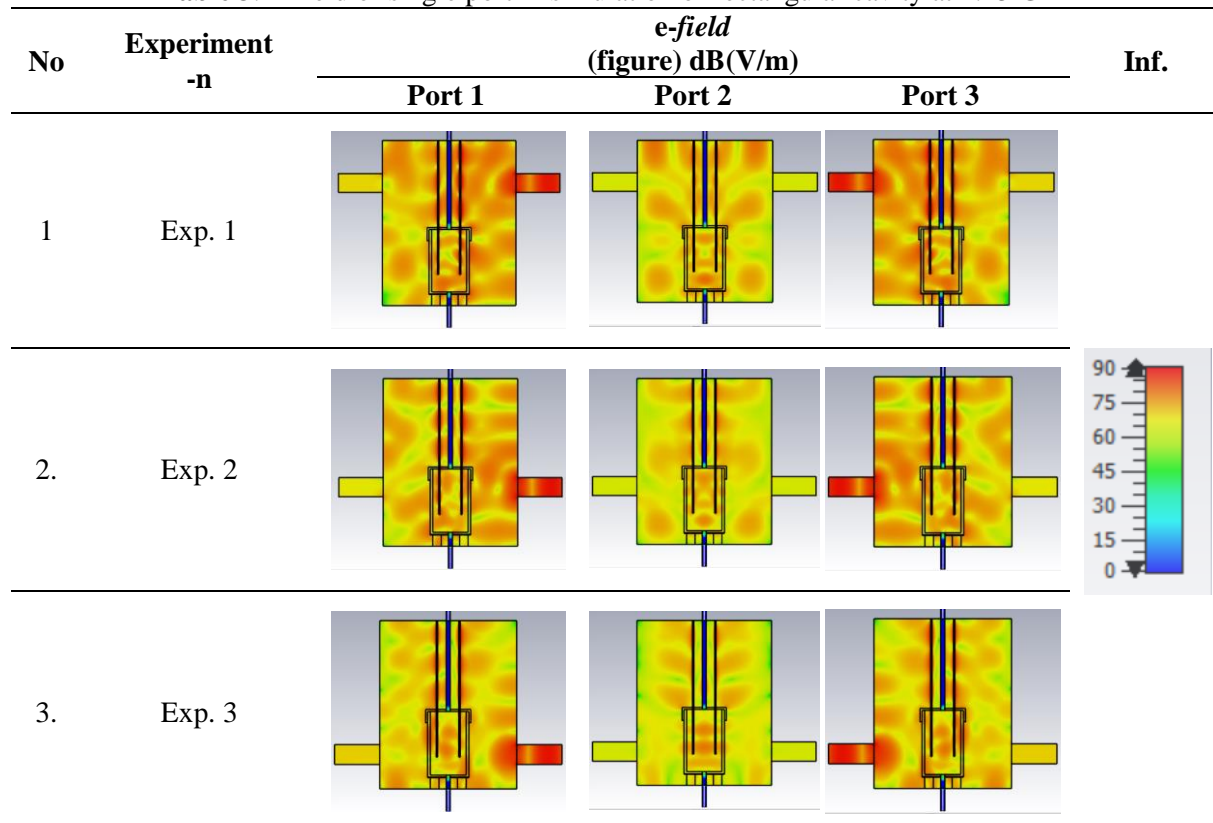 No
Experiment
-n
e-field
(figure) dB(V/m)
Inf.
Port 1
Port 2
Port 3
1
Exp. 1
2.
Exp. 2
90
75
60
45
30
15
0
3.
Exp. 3